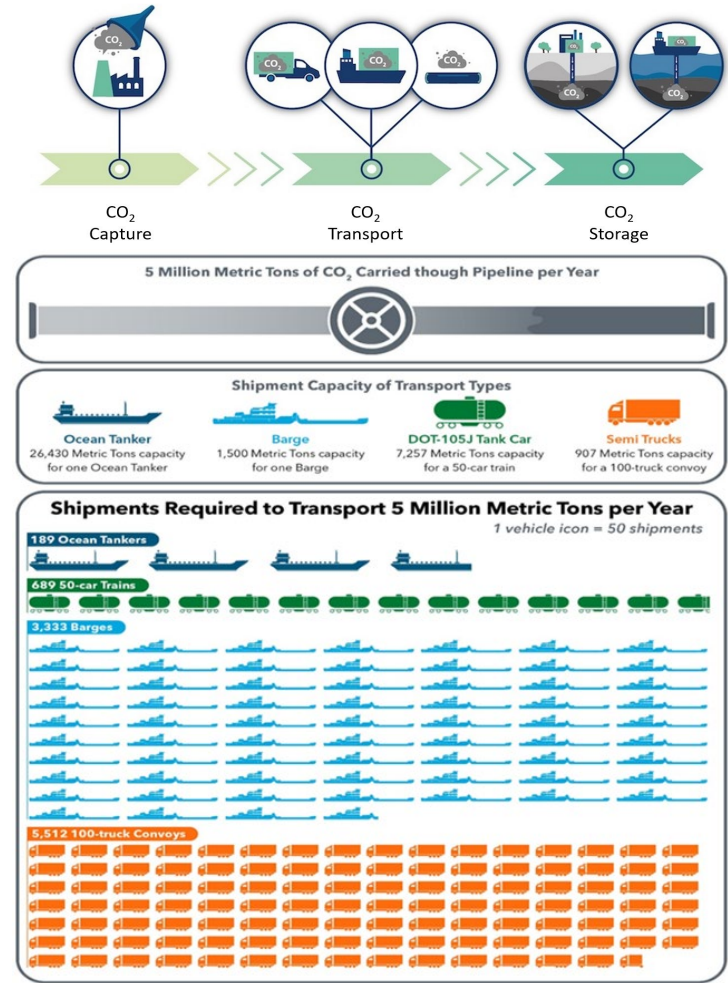 CO2
CO2
CO2
CO2
CO2
CO2
CO2
CO2
CO2
Capture
CO2
Transport
CO2
Storage
5 Million Metric Tons of CO2 Carried though Pipeline per Year
Shipment Capacity of Transport Types
Ocean Tanker
26,430 Metric Tons capacity
for one Ocean Tanker
Barge
1,500 Metric Tons capacity
for one Barge
DOT-105J Tank Car
7,257 Metric Tons capacity
for a 50-car train
Semi Trucks
907 Metric Tons capacity
for a 100-truck convoy
Shipments Required to Transport 5 Million Metric Tons per Year
1 vehicle icon = 50 shipments
189 Ocean Tankers
689 50-car Trains
3,333 Barges
5,512 100-truck Convoys